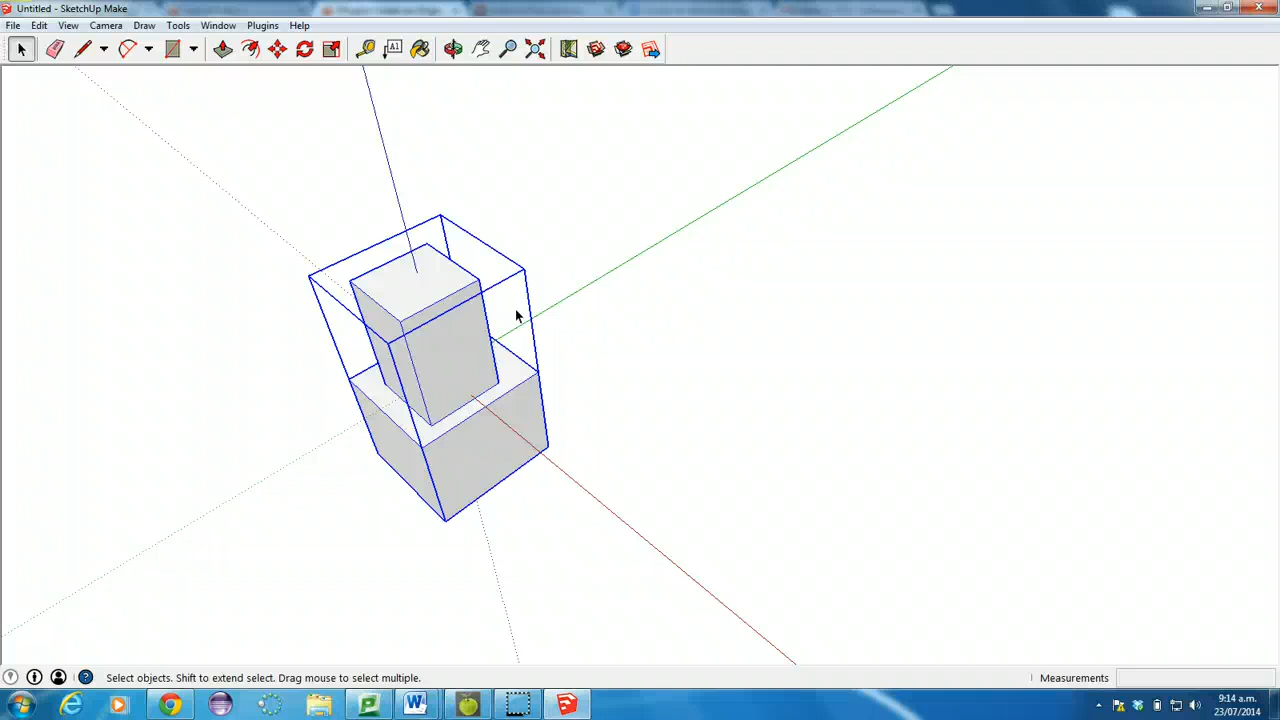 Untitled - SketchUp Make
File Edit View Camera Draw Tools Window Plugins Help
A1
Select objects. Shift to extend select. Drag mouse to select multiple.
Measurements
9:14 a.m.
23/07/2014